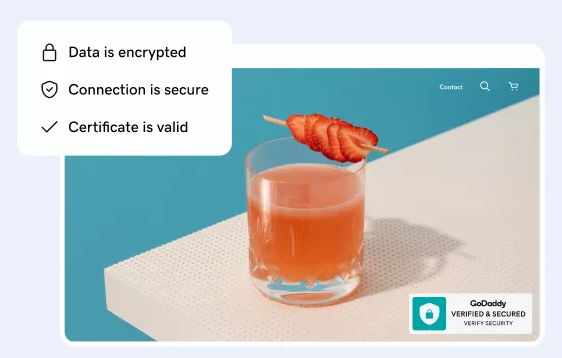 Data is encrypted
Connection is secure
Certificate is valid
Contact
GoDaddy
VERIFIED & SECURED
VERIFY SECURITY